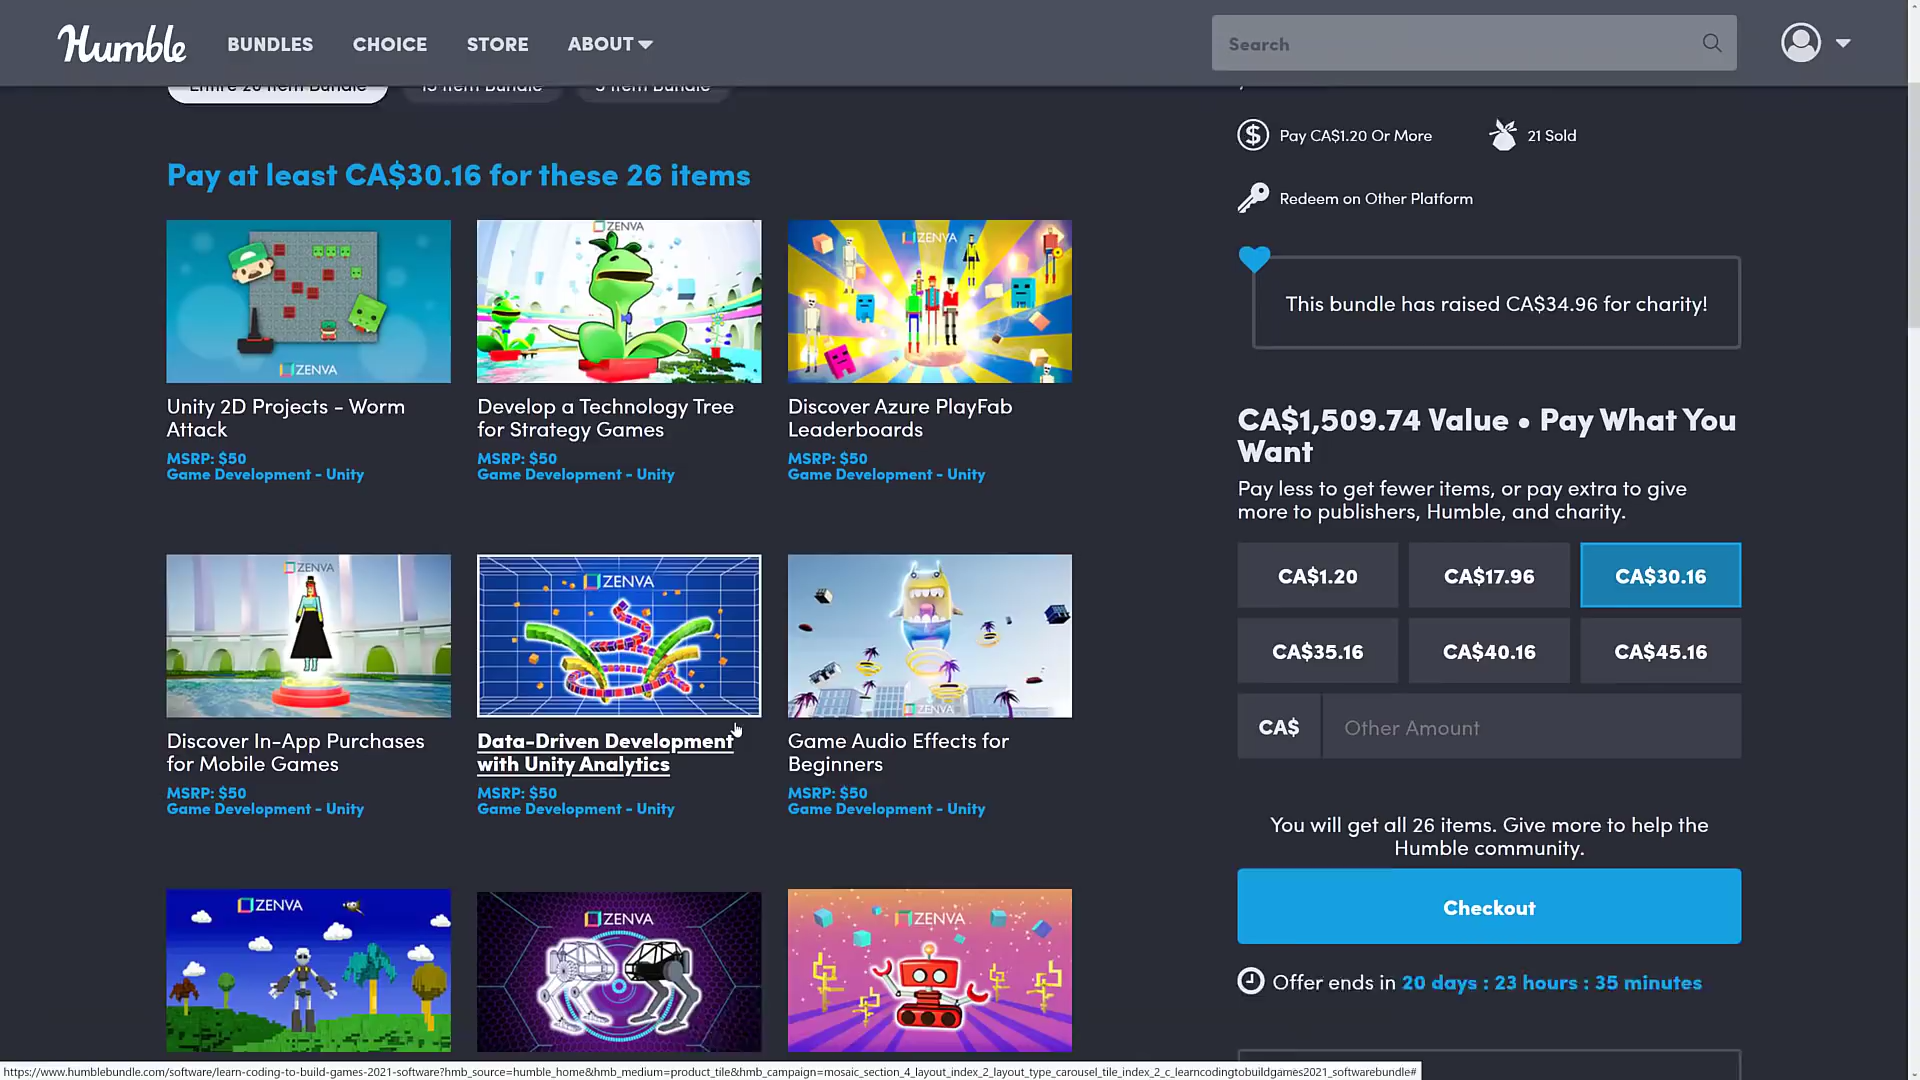 Humble
BUNDLES
CHOICE
STORE
ABOUT
Search
Pay CA$1.20 Or More
21 Sold
Redeem on Other Platform
This bundle has raised CA$34.96 for charity!
Pay at least CA$30.16 for these 26 items
ZENVA
Unity 2D Projects - Worm
Attack
MSRP: $50
Game Development - Unity
ZENVA
Develop a Technology Tree
for Strategy Games
MSRP: $50
Game Development - Unity
ZENVA
Discover Azure PlayFab
Leaderboards
MSRP: $50
Game Development - Unity
ZENVA
Discover In-App Purchases
for Mobile Games
MSRP: $50
Game Development - Unity
ZENVA
Data-Driven Development
with Unity Analytics
MSRP: $50
Game Development - Unity
ZENVA
Game Audio Effects for
Beginners
MSRP: $50
Game Development - Unity
ZENVA
ZENVA
ZENVA
CA$1,509.74 Value • Pay What You
Want
Pay less to get fewer items, or pay extra to give
more to publishers, Humble, and charity.
CA$1.20
CA$17.96
CA$30.16
CA$35.16
CA$40.16
CA$45.16
CA$
Other Amount
You will get all 26 items. Give more to help the
Humble community.
Checkout
Offer ends in 20 days : 23 hours : 35 minutes
https://www.humblebundle.com/software/learn-coding-to-build-games-2021-software?hmb_source=humble_home&hmb_medium=product_tile&hmb_campaign=mosaic_section_4_layout_index_2_layout_type_carousel_tile_index_2_c_learncodingtobuildgames2021_softwarebundle#